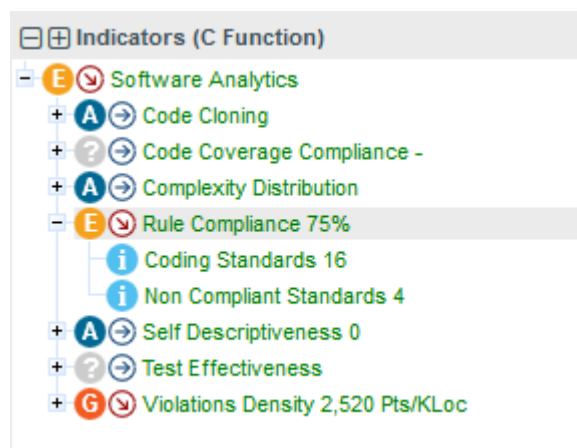 Indicators (C Function)
E Software Analytics
A Code Cloning
? Code Coverage Compliance -
A Complexity Distribution
E Rule Compliance 75%
i Coding Standards 16
i Non Compliant Standards 4
A Self Descriptiveness 0
? Test Effectiveness
G Violations Density 2,520 Pts/KLoc